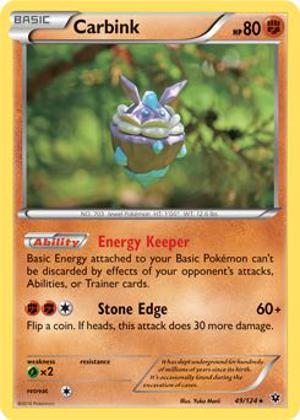 BASIC
Carbink
HP80
NO. 703 Jewel Pokémon HT: 1'00" WT: 12.6 lbs.
Ability Energy Keeper
Basic Energy attached to your Basic Pokémon can't
be discarded by effects of your opponent's attacks,
Abilities, or Trainer cards.
Stone Edge 60+
Flip a coin. If heads, this attack does 30 more damage.
weakness
resistance
×2
retreat
It has slept underground for hundreds
of millions of years since its birth.
It's occasionally found during the
excavation of caves.
Illus. Yuka Morii
49/124
©2016 Pokémon